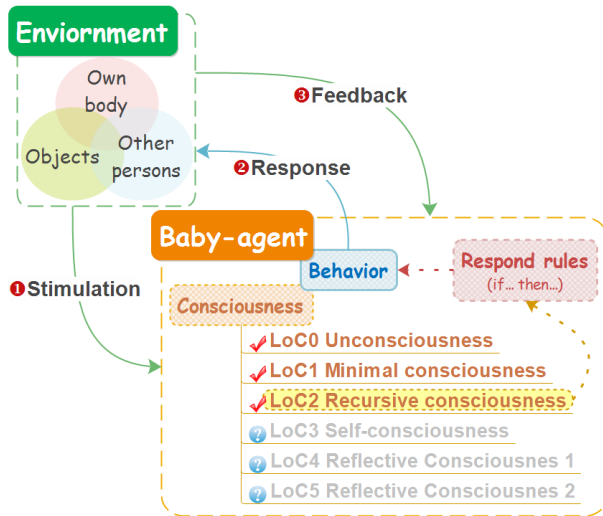 Enviornment
Own
body
Objects
Other
persons
❸Feedback
❷Response
❶Stimulation
Baby-agent
Behavior
Respond rules
(if... then...)
Consciousness
LoC0 Unconsciousness
LoC1 Minimal consciousness
LoC2 Recursive consciousness
? LoC3 Self-consciousness
? LoC4 Reflective Consciousnes 1
? LoC5 Reflective Consciousnes 2